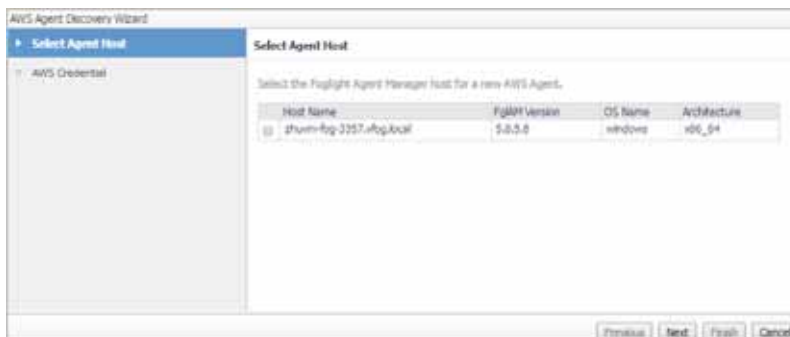 AWS Agent Discovery Wizard
Select Agent Host
AWS Credential
Select Agent Host
Select the Foglight Agent Manager host for a new AWS Agent.
Host Name FglAM Version OS Name Architecture
zhuvm-fog-3357.vfog.local 5.8.5.8 windows x86_64
Previous Next Finish Cancel